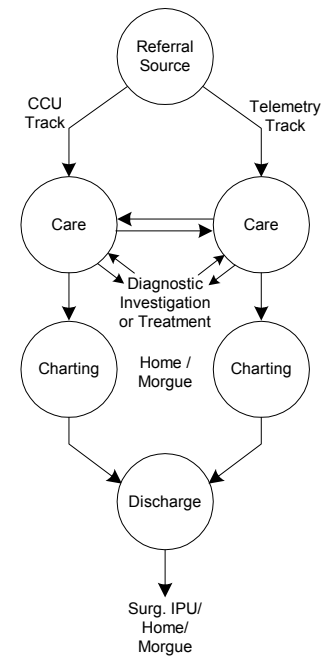 Referral
Source
CCU
Track
Telemetry
Track
Care
Care
Diagnostic
Investigation
or Treatment
Charting
Home /
Morgue
Charting
Discharge
Surg. IPU/
Home/
Morgue